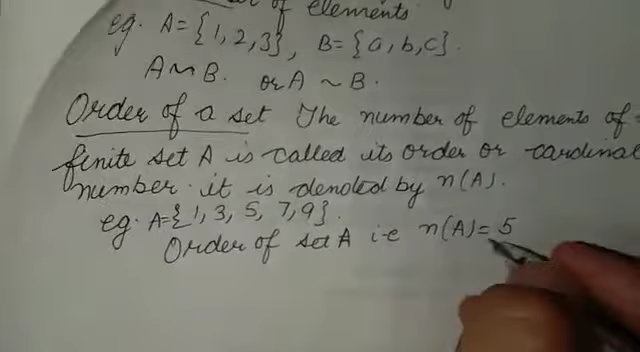 of elements
eg. A={1,2,3}, B={a,b,c}.
A~B. or A ~ B.
Order of a set The number of elements of
finite set A is called its order or cardinal
number. it is denoted by n(A).
eg. A={1, 3, 5, 7,9}.
Order of set A i.e n(A)= 5